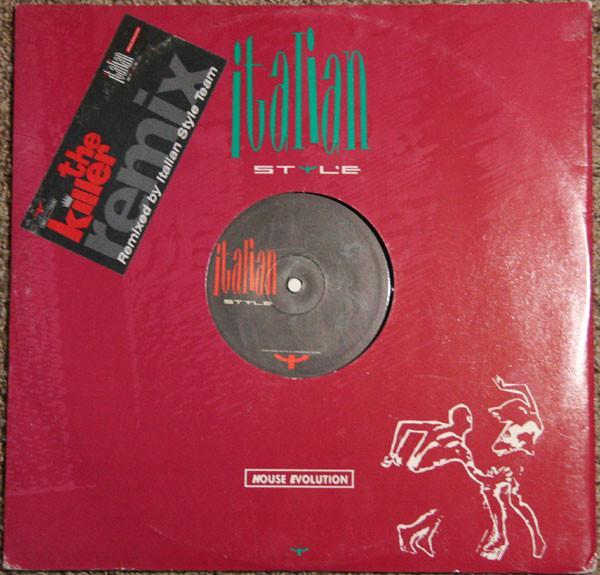 italian
STYLE
the
killer
remix
Remixed by Italian Style Team
italian
STYLE
HOUSE EVOLUTION